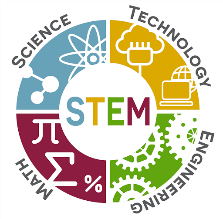 SCIENCE
TECHNOLOGY
STEM
π
Σ
%
MATH
ENGINEERING